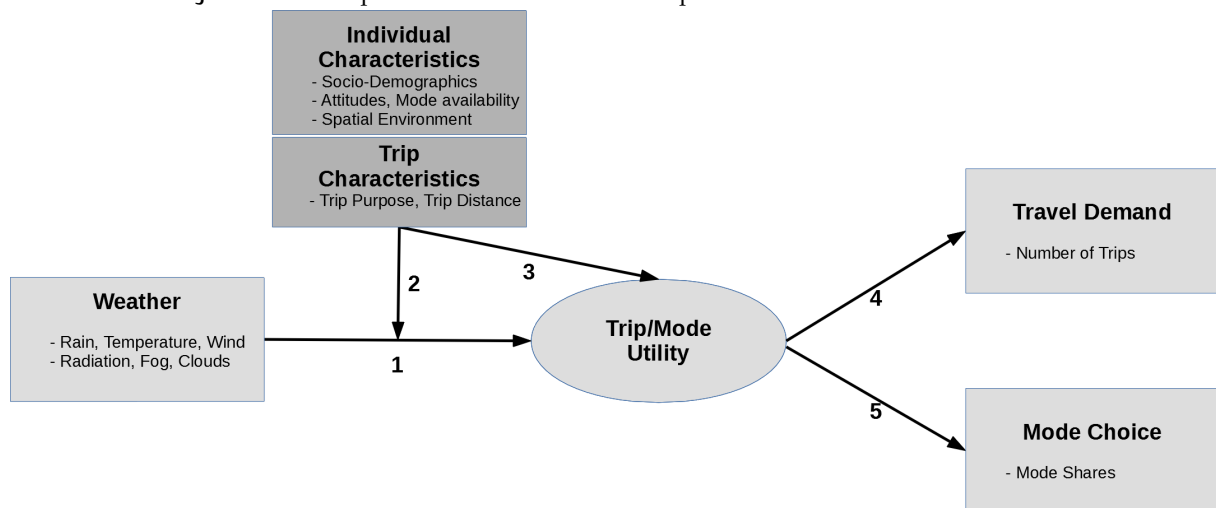 Individual
Characteristics
- Socio-Demographics
- Attitudes, Mode availability
- Spatial Environment
Trip
Characteristics
- Trip Purpose, Trip Distance
Travel Demand
- Number of Trips
3
2
Weather
- Rain, Temperature, Wind
- Radiation, Fog, Clouds
1
Trip/Mode
Utility
4
5
Mode Choice
- Mode Shares